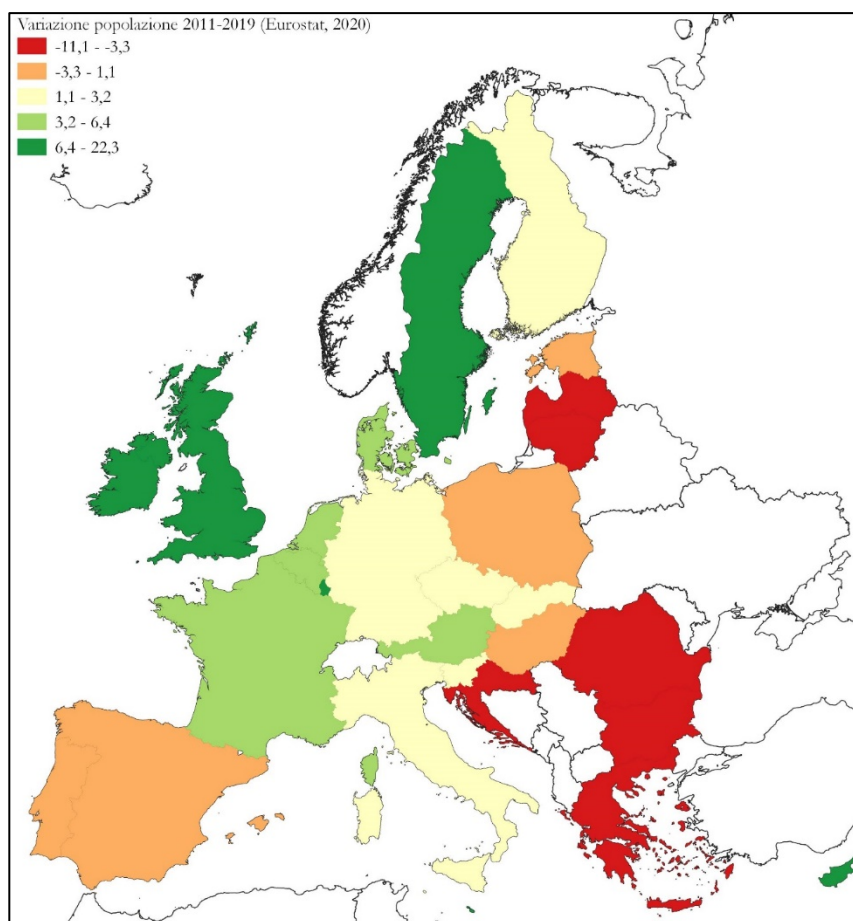 Variazione popolazione 2011-2019 (Eurostat, 2020)
-11,1 - -3,3
-3,3 - 1,1
1,1 - 3,2
3,2 - 6,4
6,4 - 22,3